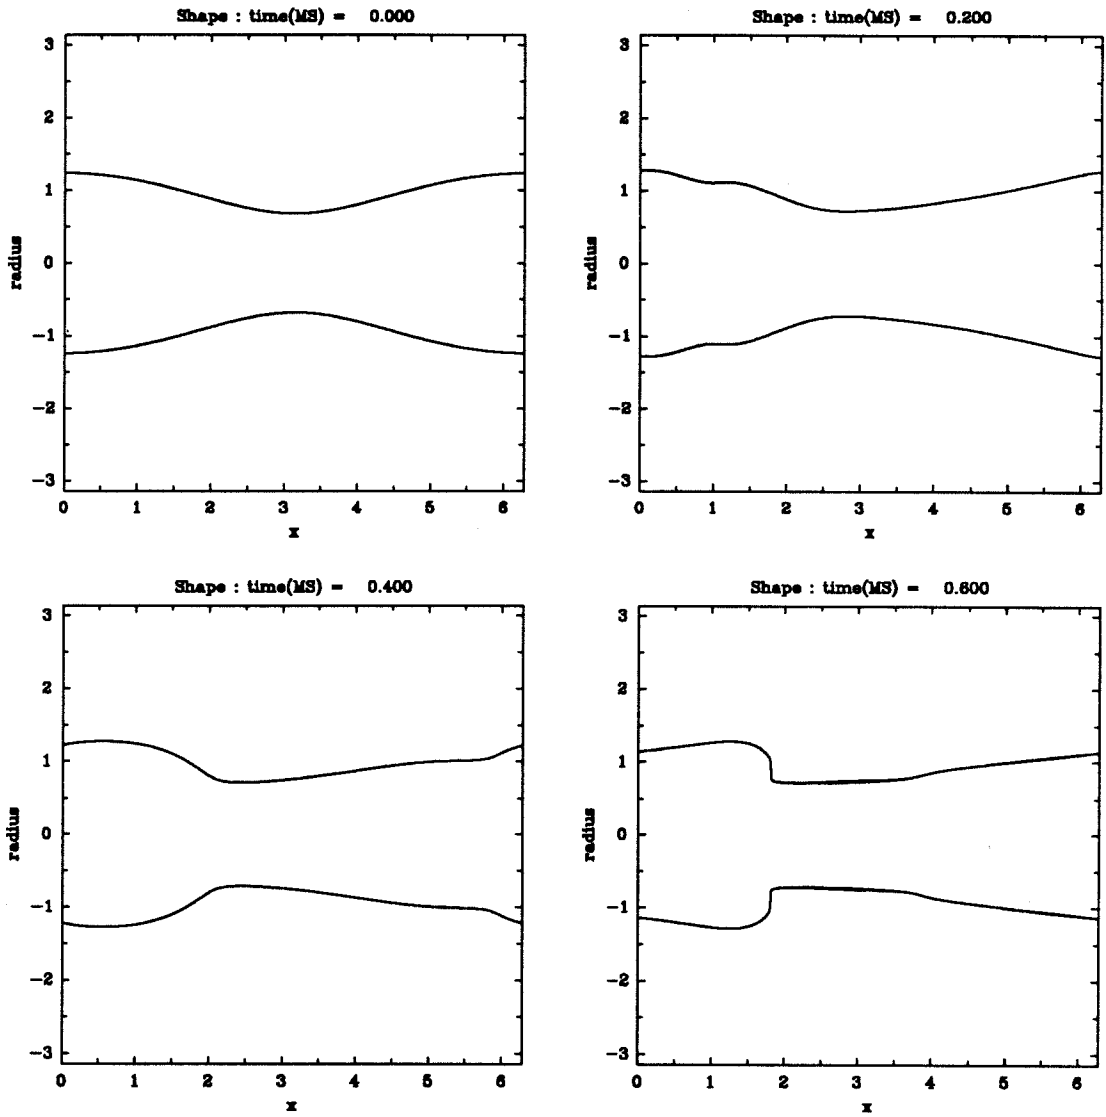 Shape : time(MS) = 0.000
3
2
1
0
-1
-2
-3
radius
0 1 2 3 4 5 6
x
Shape : time(MS) = 0.200
3
2
1
0
-1
-2
-3
radius
0 1 2 3 4 5 6
x
Shape : time(MS) = 0.400
3
2
1
0
-1
-2
-3
radius
0 1 2 3 4 5 6
x
Shape : time(MS) = 0.600
3
2
1
0
-1
-2
-3
radius
0 1 2 3 4 5 6
x